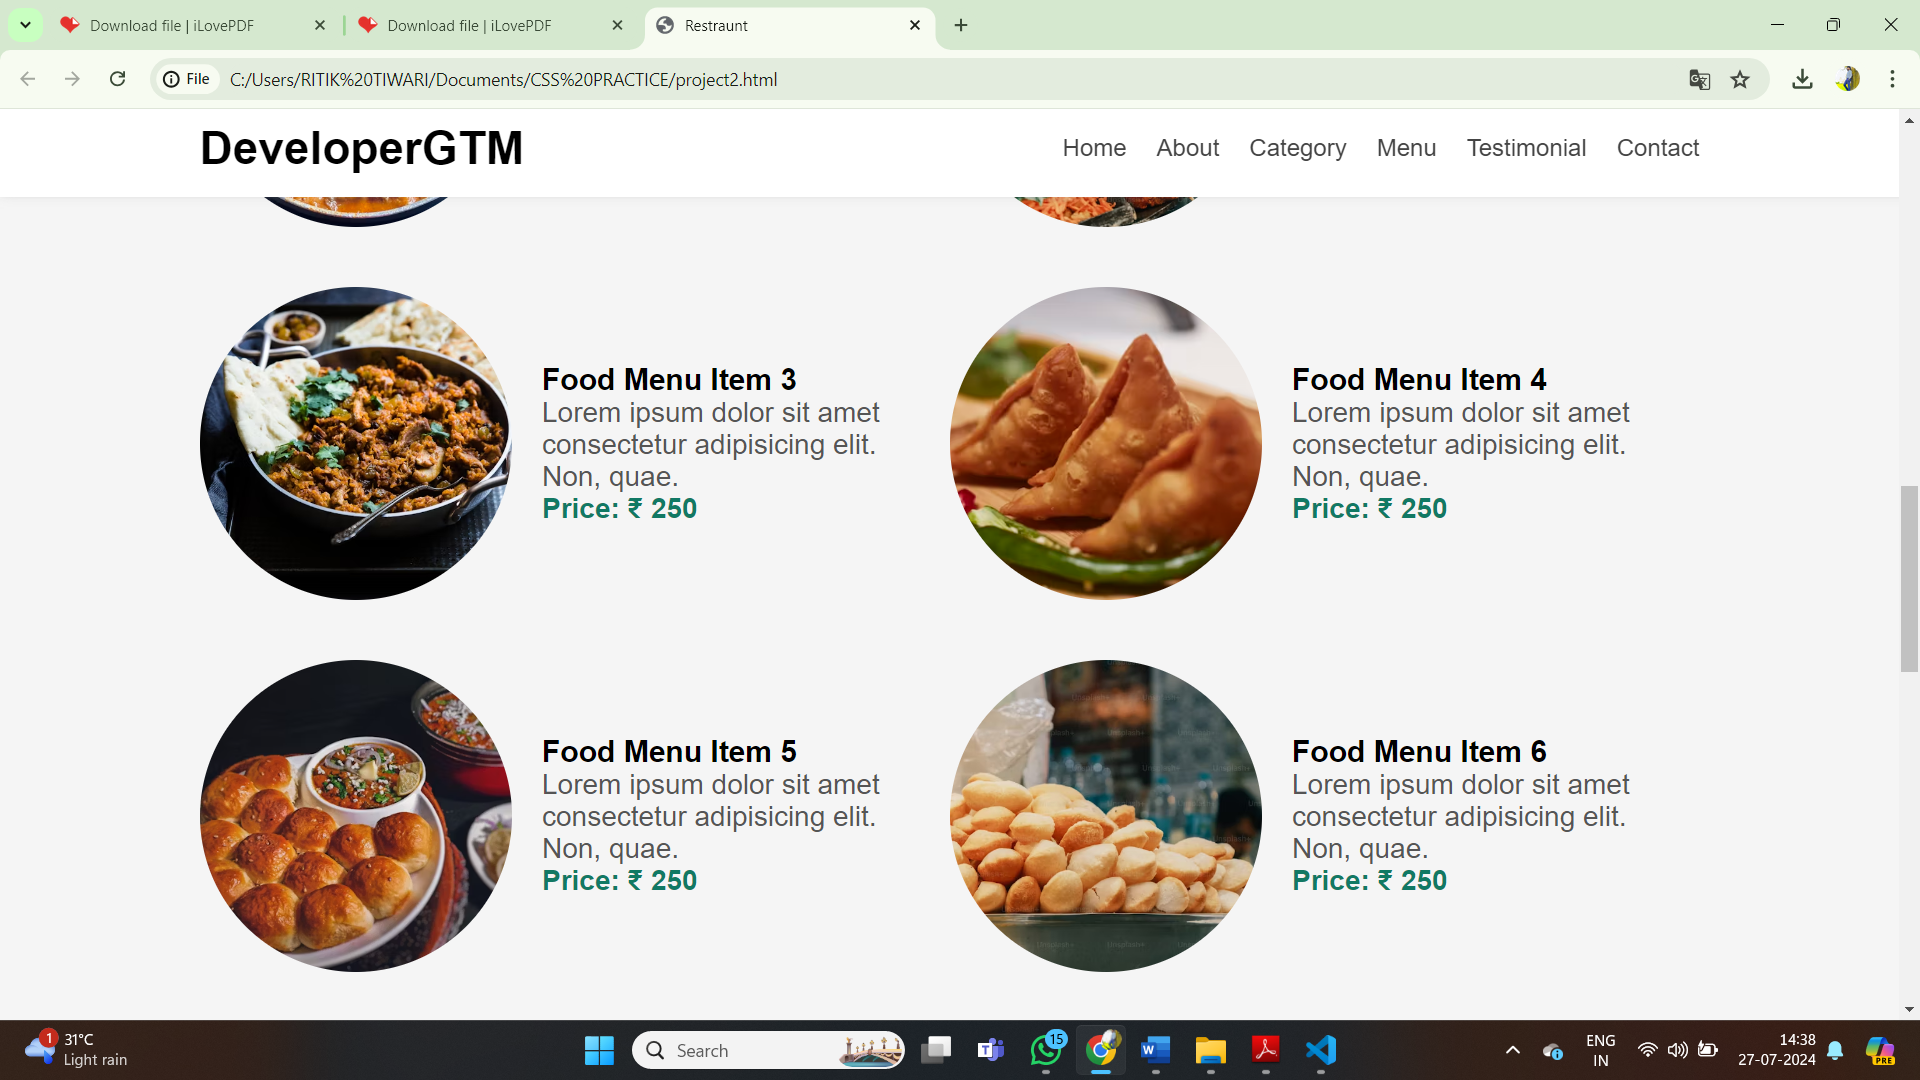 Download file | iLovePDF
Download file | iLovePDF
Restraunt
File
C:/Users/RITIK%20TIWARI/Documents/CSS%20PRACTICE/project2.html
DeveloperGTM
Home About Category Menu Testimonial Contact
Food Menu Item 3
Lorem ipsum dolor sit amet
consectetur adipisicing elit.
Non, quae.
Price: ₹ 250
Food Menu Item 4
Lorem ipsum dolor sit amet
consectetur adipisicing elit.
Non, quae.
Price: ₹ 250
Food Menu Item 5
Lorem ipsum dolor sit amet
consectetur adipisicing elit.
Non, quae.
Price: ₹ 250
Food Menu Item 6
Lorem ipsum dolor sit amet
consectetur adipisicing elit.
Non, quae.
Price: ₹ 250
1
31°C
Light rain
Search
15
ENG
IN
14:38
27-07-2024
PRE